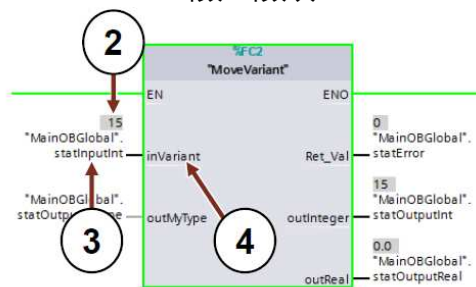 2
%FC2
"MoveVariant"
EN
ENO
15
"MainOBGlobal".
statInputInt
inVariant
Ret_Val
0
"MainOBGlobal".
statError
"MainOBGlobal".
outMyType
outInteger
15
"MainOBGlobal".
statOutputInt
3
4
outReal
0.0
"MainOBGlobal".
statOutputReal